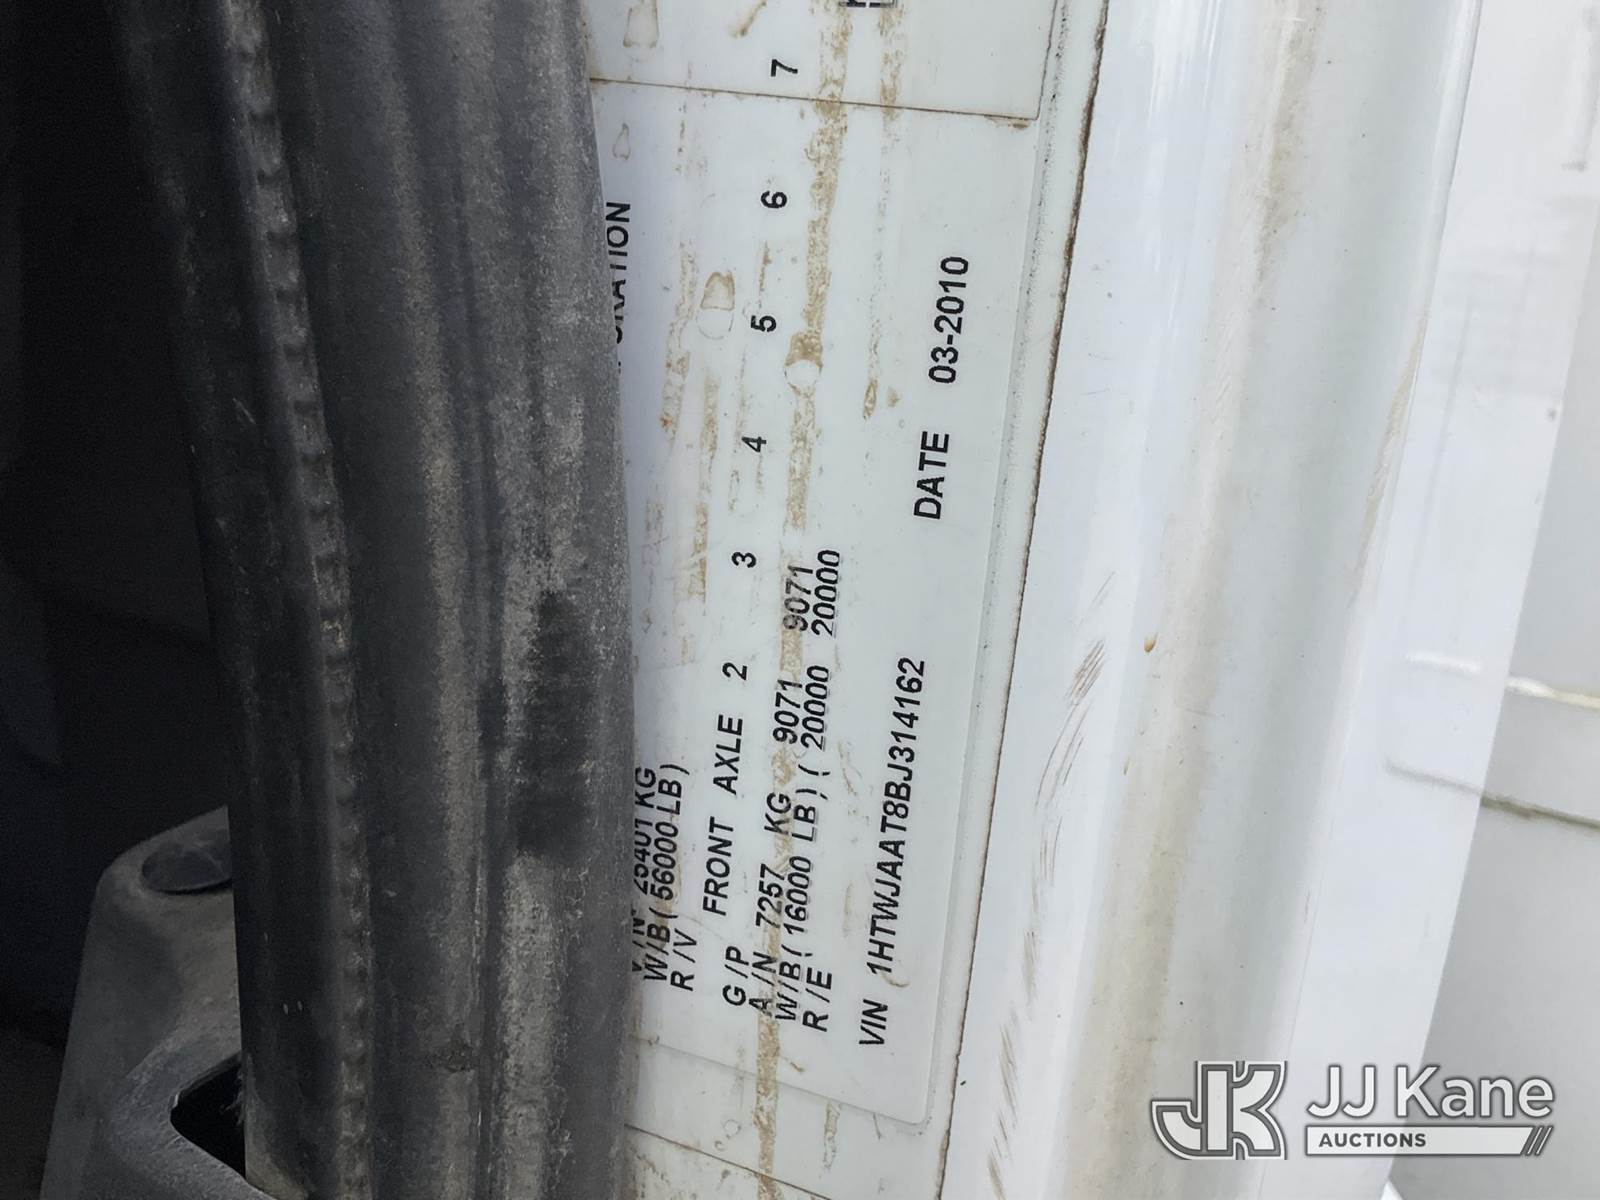 25401 KG
W/B ( 56000 LB )
R /V
G /P FRONT AXLE 2 3 4 5 6 7
A /N 7257 KG 9071 9071
W/B ( 16000 LB ) ( 20000 20000
R /E
VIN 1HTWJAAT8BJ314162 DATE 03-2010
JJ Kane
AUCTIONS